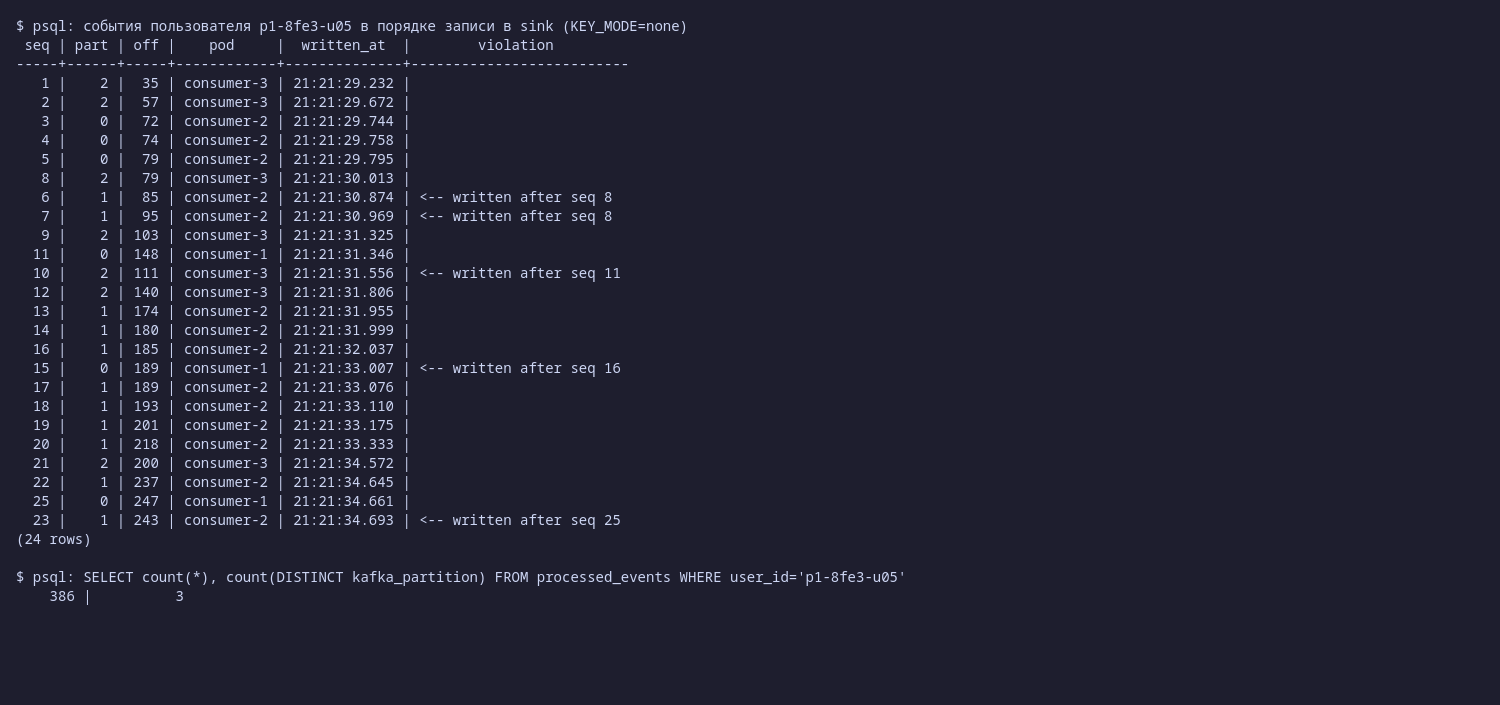 $ psql: события пользователя p1-8fe3-u05 в порядке записи в sink (KEY_MODE=none)
 seq | part | off |    pod     |  written_at  |        violation
-----+------+-----+------------+--------------+--------------------------
   1 |    2 |  35 | consumer-3 | 21:21:29.232 |
   2 |    2 |  57 | consumer-3 | 21:21:29.672 |
   3 |    0 |  72 | consumer-2 | 21:21:29.744 |
   4 |    0 |  74 | consumer-2 | 21:21:29.758 |
   5 |    0 |  79 | consumer-2 | 21:21:29.795 |
   8 |    2 |  79 | consumer-3 | 21:21:30.013 |
   6 |    1 |  85 | consumer-2 | 21:21:30.874 | <-- written after seq 8
   7 |    1 |  95 | consumer-2 | 21:21:30.969 | <-- written after seq 8
   9 |    2 | 103 | consumer-3 | 21:21:31.325 |
  11 |    0 | 148 | consumer-1 | 21:21:31.346 |
  10 |    2 | 111 | consumer-3 | 21:21:31.556 | <-- written after seq 11
  12 |    2 | 140 | consumer-3 | 21:21:31.806 |
  13 |    1 | 174 | consumer-2 | 21:21:31.955 |
  14 |    1 | 180 | consumer-2 | 21:21:31.999 |
  16 |    1 | 185 | consumer-2 | 21:21:32.037 |
  15 |    0 | 189 | consumer-1 | 21:21:33.007 | <-- written after seq 16
  17 |    1 | 189 | consumer-2 | 21:21:33.076 |
  18 |    1 | 193 | consumer-2 | 21:21:33.110 |
  19 |    1 | 201 | consumer-2 | 21:21:33.175 |
  20 |    1 | 218 | consumer-2 | 21:21:33.333 |
  21 |    2 | 200 | consumer-3 | 21:21:34.572 |
  22 |    1 | 237 | consumer-2 | 21:21:34.645 |
  25 |    0 | 247 | consumer-1 | 21:21:34.661 |
  23 |    1 | 243 | consumer-2 | 21:21:34.693 | <-- written after seq 25
(24 rows)
$ psql: SELECT count(*), count(DISTINCT kafka_partition) FROM processed_events WHERE user_id='p1-8fe3-u05'
    386 |          3